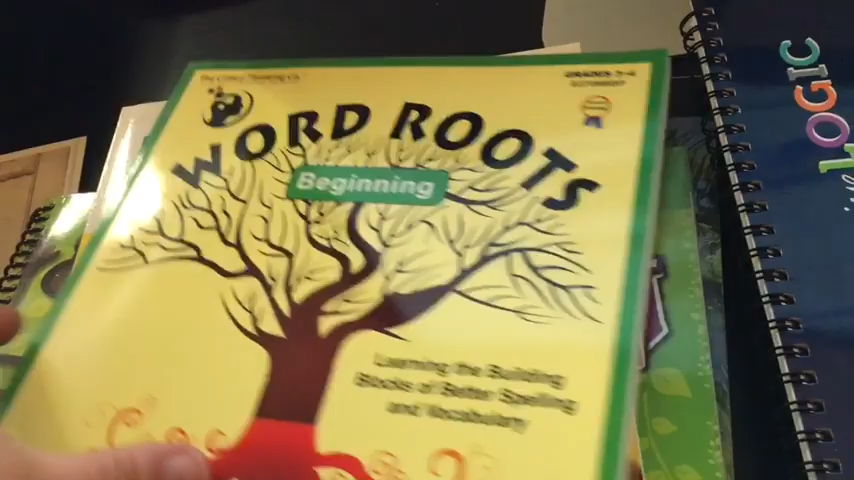 The Critical Thinking Co.
GRADES 3-4
WORD ROOTS
Beginning
Learning the Building
Blocks of Better Spelling
and Vocabulary
LOGIC